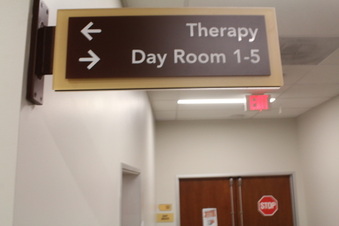 ← Therapy
→ Day Room 1-5
STOP